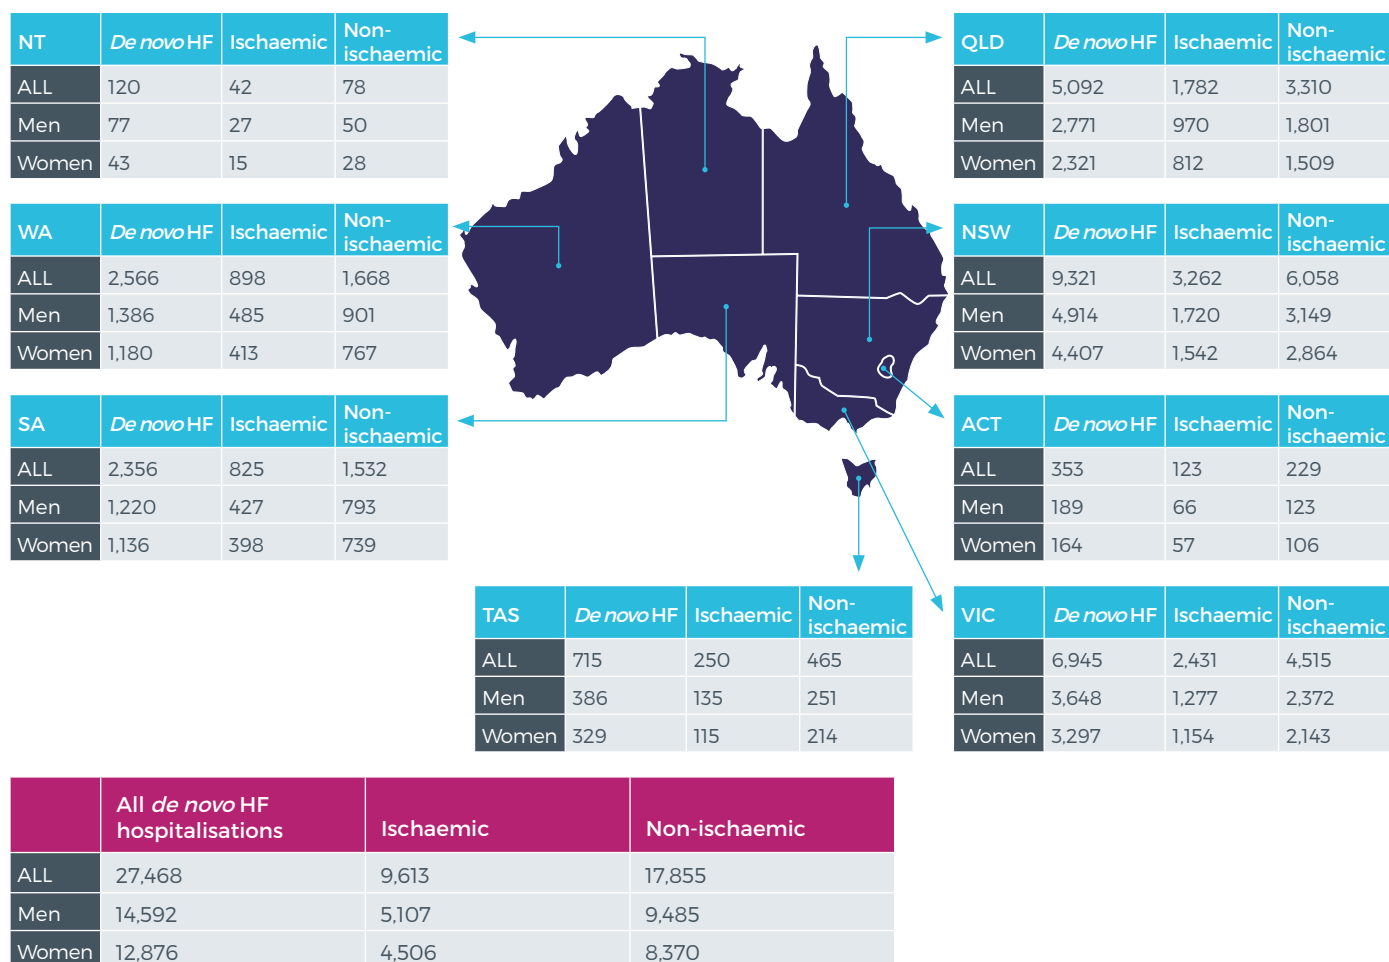 NT De novo HF Ischaemic Non-ischaemic
ALL 120 42 78
Men 77 27 50
Women 43 15 28
QLD De novo HF Ischaemic Non-ischaemic
ALL 5,092 1,782 3,310
Men 2,771 970 1,801
Women 2,321 812 1,509
WA De novo HF Ischaemic Non-ischaemic
ALL 2,566 898 1,668
Men 1,386 485 901
Women 1,180 413 767
NSW De novo HF Ischaemic Non-ischaemic
ALL 9,321 3,262 6,058
Men 4,914 1,720 3,149
Women 4,407 1,542 2,864
SA De novo HF Ischaemic Non-ischaemic
ALL 2,356 825 1,532
Men 1,220 427 793
Women 1,136 398 739
ACT De novo HF Ischaemic Non-ischaemic
ALL 353 123 229
Men 189 66 123
Women 164 57 106
TAS De novo HF Ischaemic Non-ischaemic
ALL 715 250 465
Men 386 135 251
Women 329 115 214
VIC De novo HF Ischaemic Non-ischaemic
ALL 6,945 2,431 4,515
Men 3,648 1,277 2,372
Women 3,297 1,154 2,143
All de novo HF hospitalisations Ischaemic Non-ischaemic
ALL 27,468 9,613 17,855
Men 14,592 5,107 9,485
Women 12,876 4,506 8,370